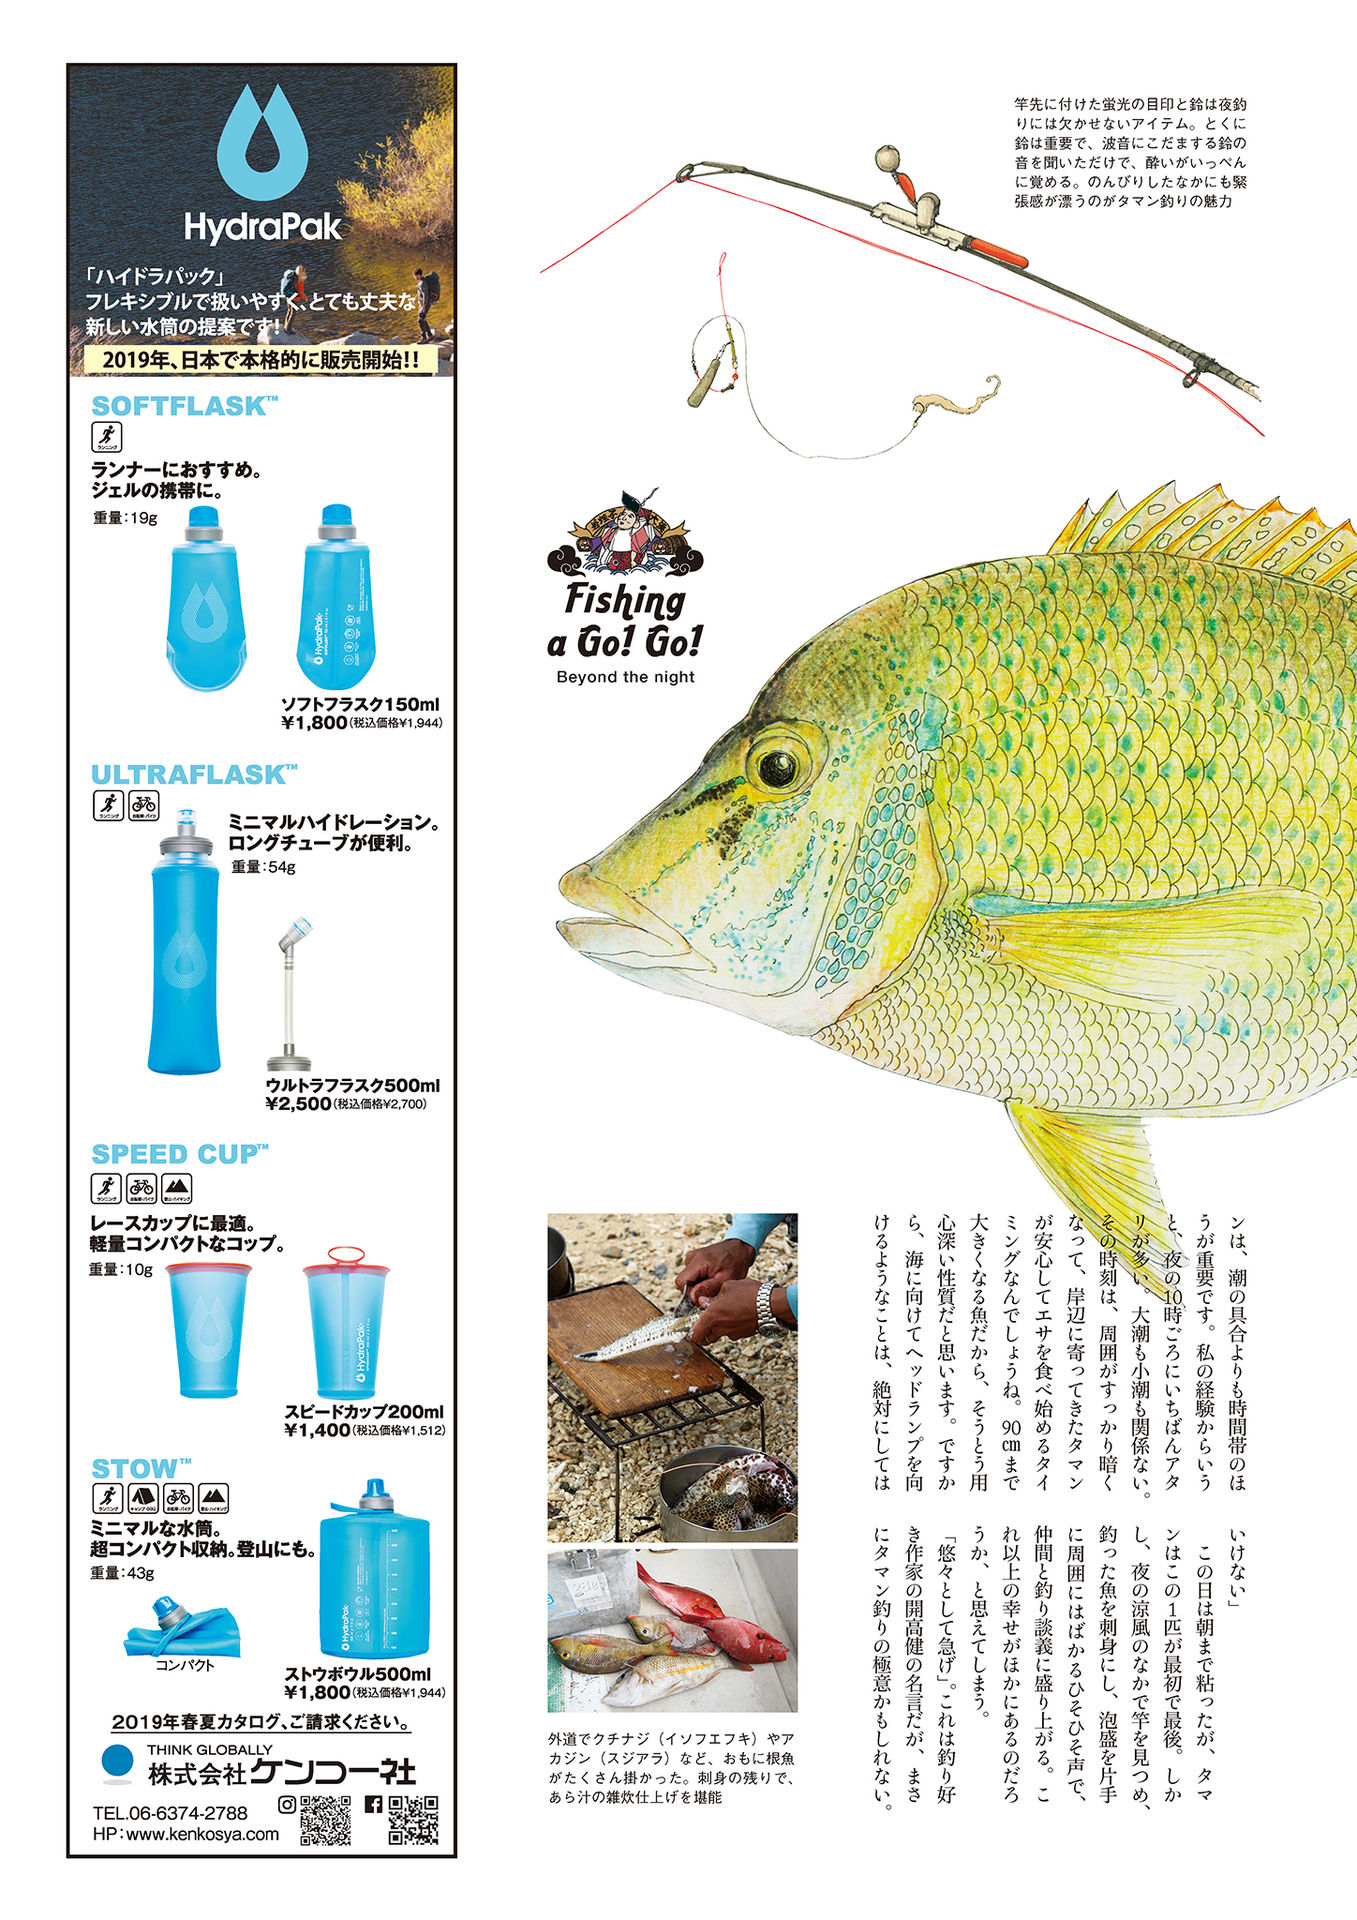 HydraPak
「ハイドラパック」
フレキシブルで扱いやすく、とても丈夫な
新しい水筒の提案です!
2019年、日本で本格的に販売開始!!
SOFTFLASK™
ランニング
ランナーにおすすめ。
ジェルの携帯に。
重量:19g
HydraPak
ソフトフラスク150ml
¥1,800(税込価格¥1,944)
ULTRAFLASK™
ランニング
自転車・バイク
ミニマルハイドレーション。
ロングチューブが便利。
重量:54g
ウルトラフラスク500ml
¥2,500(税込価格¥2,700)
SPEED CUP™
ランニング
自転車・バイク
登山・ハイキング
レースカップに最適。
軽量コンパクトなコップ。
重量:10g
HydraPak
スピードカップ200ml
¥1,400(税込価格¥1,512)
STOW™
ランニング
キャンプ・BBQ
自転車・バイク
登山・ハイキング
ミニマルな水筒。
超コンパクト収納。登山にも。
重量:43g
HydraPak
コンパクト
ストウボウル500ml
¥1,800(税込価格¥1,944)
2019年春夏カタログ、ご請求ください。
THINK GLOBALLY
株式会社ケンコー社
TEL.06-6374-2788
HP:www.kenkosya.com
竿先に付けた蛍光の目印と鈴は夜釣
りには欠かせないアイテム。とくに
鈴は重要で、波音にこだまする鈴の
音を聞いただけで、酔いがいっぺん
に覚める。のんびりしたなかにも緊
張感が漂うのがタマン釣りの魅力
Fishing
a Go! Go!
Beyond the night
ンは、潮の具合よりも時間帯のほ
うが重要です。私の経験からいう
と、夜の10時ごろにいちばんアタ
リが多い。大潮も小潮も関係ない。
その時刻は、周囲がすっかり暗く
なって、岸辺に寄ってきたタマン
が安心してエサを食べ始めるタイ
ミングなんでしょうね。90㎝まで
大きくなる魚だから、そうとう用
心深い性質だと思います。ですか
ら、海に向けてヘッドランプを向
けるようなことは、絶対にしては
いけない」
この日は朝まで粘ったが、タマ
ンはこの1匹が最初で最後。しか
し、夜の涼風のなかで竿を見つめ、
釣った魚を刺身にし、泡盛を片手
に周囲にはばかるひそひそ声で、
仲間と釣り談義に盛り上がる。こ
れ以上の幸せがほかにあるのだろ
うか、と思えてしまう。
「悠々として急げ」。これは釣り好
き作家の開高健の名言だが、まさ
にタマン釣りの極意かもしれない。
外道でクチナジ（イソフエフキ）やア
カジン（スジアラ）など、おもに根魚
がたくさん掛かった。刺身の残りで、
あら汁の雑炊仕上げを堪能